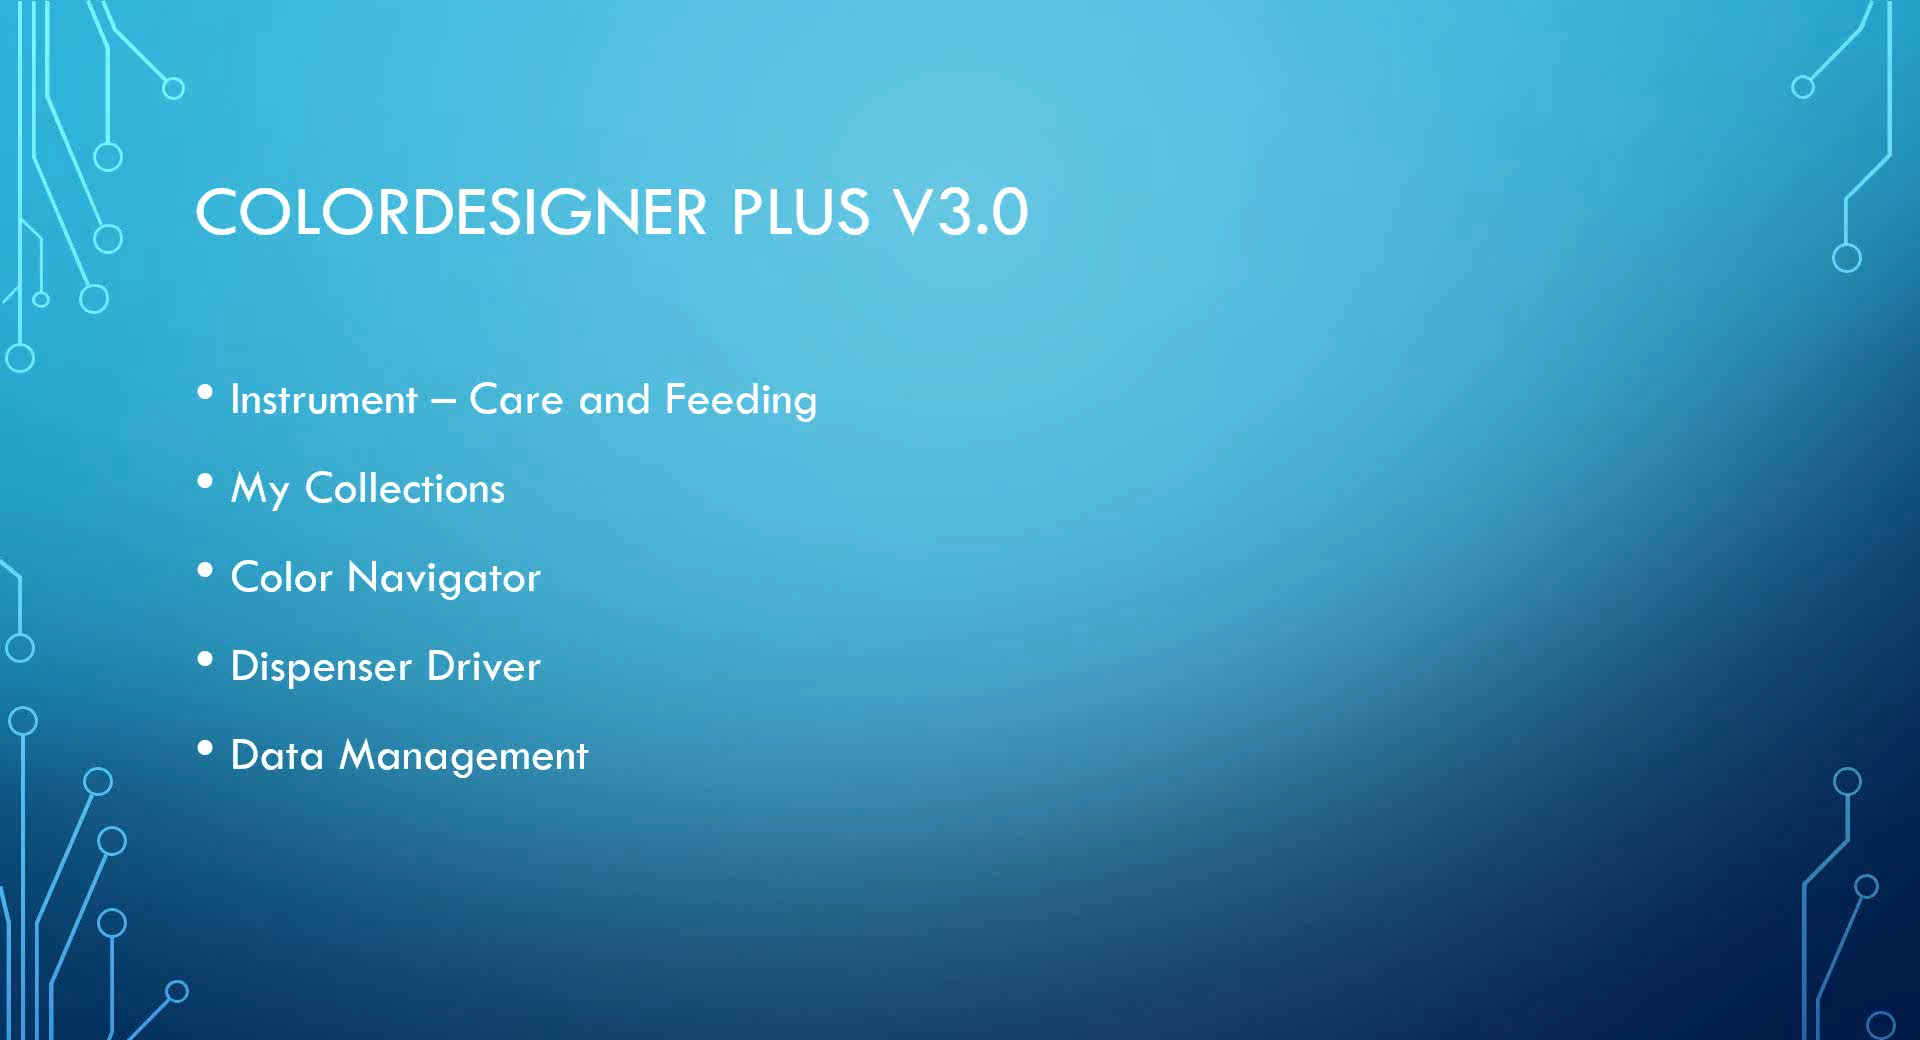 COLORDESIGNER PLUS V3.0
• Instrument – Care and Feeding
• My Collections
• Color Navigator
• Dispenser Driver
• Data Management